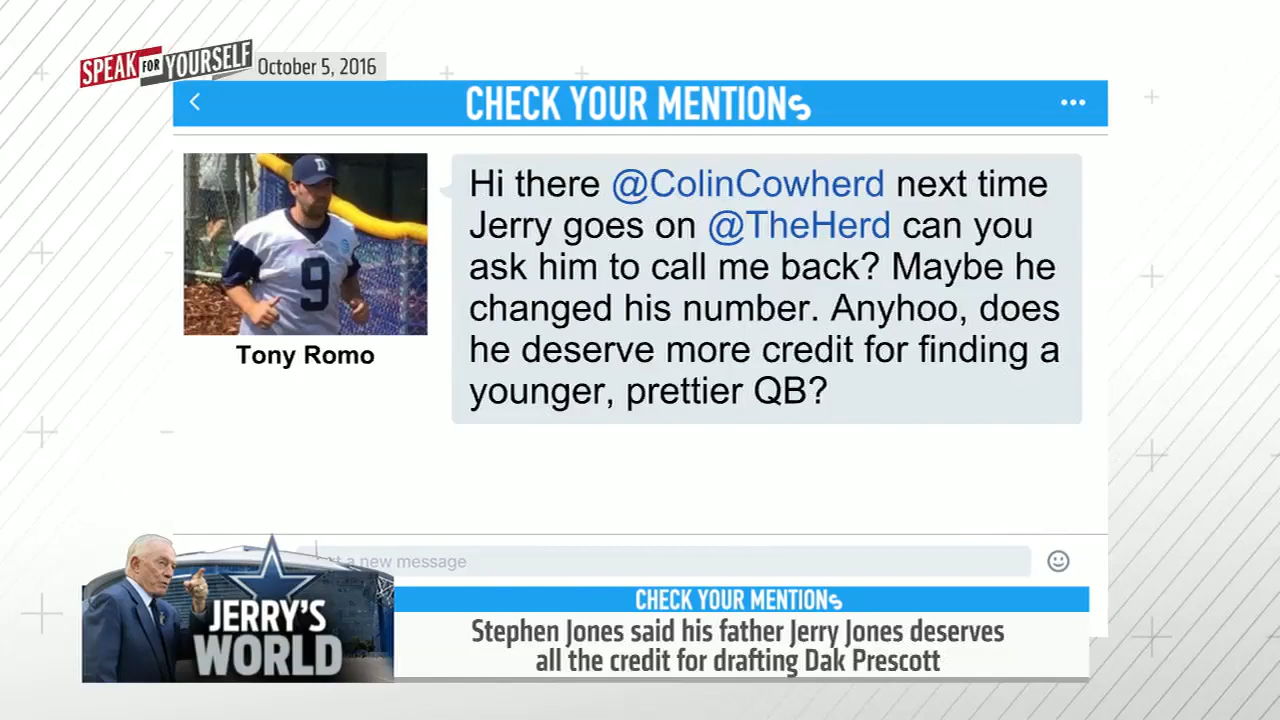 SPEAK FOR YOURSELF
October 5, 2016
CHECK YOUR MENTIONS
Hi there @ColinCowherd next time
Jerry goes on @TheHerd can you
ask him to call me back? Maybe he
changed his number. Anyhoo, does
he deserve more credit for finding a
younger, prettier QB?
D
9
Tony Romo
a new message
CHECK YOUR MENTIONS
JERRY'S
WORLD
Stephen Jones said his father Jerry Jones deserves
all the credit for drafting Dak Prescott